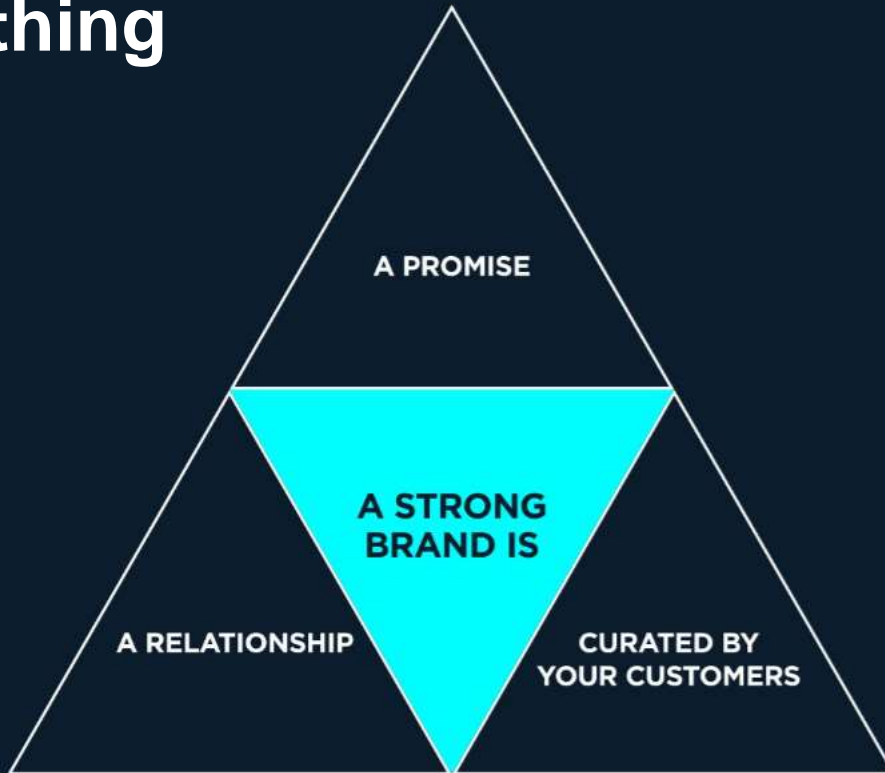 thing
A PROMISE
A STRONG
BRAND IS
A RELATIONSHIP
CURATED BY
YOUR CUSTOMERS